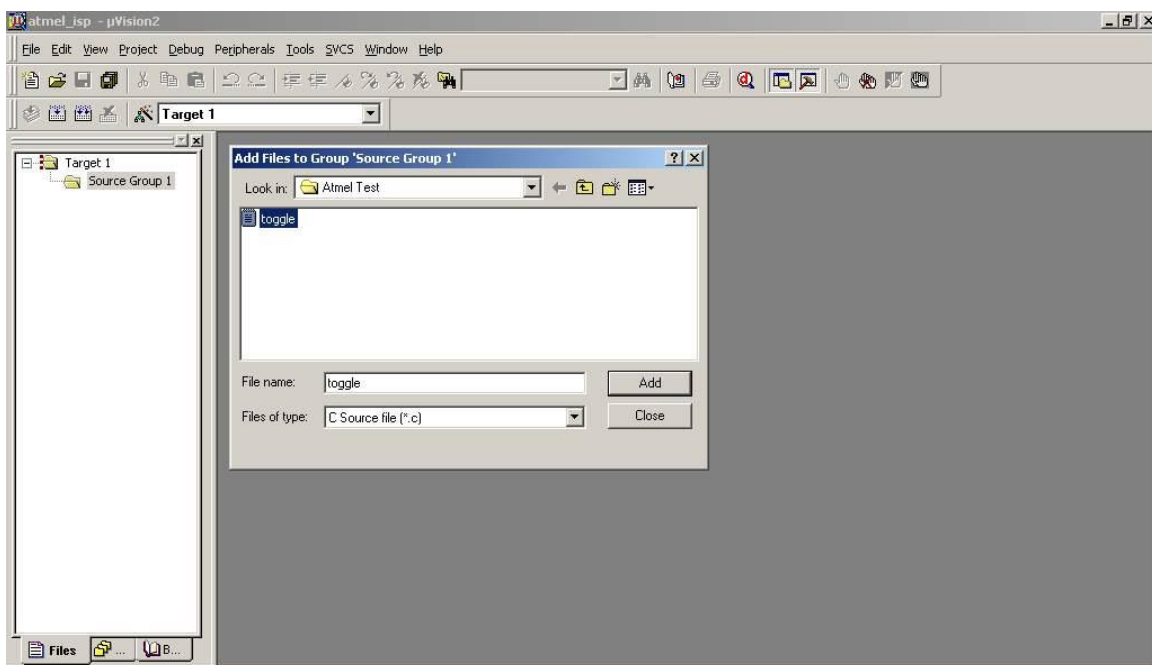 atmel_isp - µVision2
File Edit View Project Debug Peripherals Tools SVCS Window Help
Target 1
Target 1
Source Group 1
Add Files to Group 'Source Group 1'
Look in: Atmel Test
toggle
File name: toggle
Add
Files of type: C Source file (*.c)
Close
Files ... B...